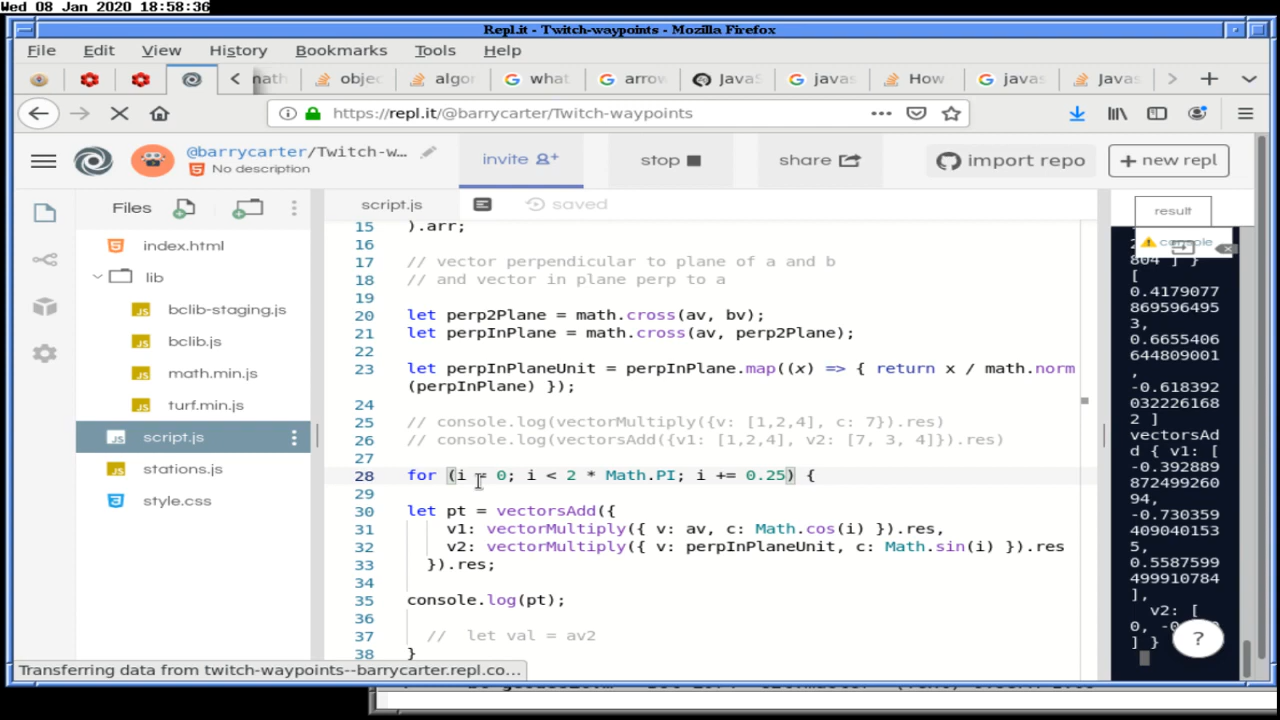 Wed 08 Jan 2020 18:58:36
Repl.it - Twitch-waypoints - Mozilla Firefox
File Edit View History Bookmarks Tools Help
math objec algor what arrow JavaS javas How javas Javas
https://repl.it/@barrycarter/Twitch-waypoints
@barrycarter/Twitch-w...
No description
invite
stop
share
import repo
+ new repl
Files
script.js
saved
result
console
index.html
lib
bclib-staging.js
bclib.js
math.min.js
turf.min.js
script.js
stations.js
style.css
15 ).arr;
16
17 // vector perpendicular to plane of a and b
18 // and vector in plane perp to a
19
20 let perp2Plane = math.cross(av, bv);
21 let perpInPlane = math.cross(av, perp2Plane);
22
23 let perpInPlaneUnit = perpInPlane.map((x) => { return x / math.norm
(perpInPlane) });
24
25 // console.log(vectorMultiply({v: [1,2,4], c: 7}).res)
26 // console.log(vectorsAdd({v1: [1,2,4], v2: [7, 3, 4]}).res)
27
28 for (i = 0; i < 2 * Math.PI; i += 0.25) {
29
30 let pt = vectorsAdd({
31 v1: vectorMultiply({ v: av, c: Math.cos(i) }).res,
32 v2: vectorMultiply({ v: perpInPlaneUnit, c: Math.sin(i) }).res
33 }).res;
34
35 console.log(pt);
36
37 // let val = av2
38 }
804 ] }
[
0.4179077
869596495
3,
0.6655406
644809001
,
-0.618392
032226168
2 ]
vectorsAd
d { v1: [
-0.392889
872499260
94,
-0.730359
409040153
5,
0.5587599
499910784
],
v2: [
0,
] }
?
Transferring data from twitch-waypoints--barrycarter.repl.co...